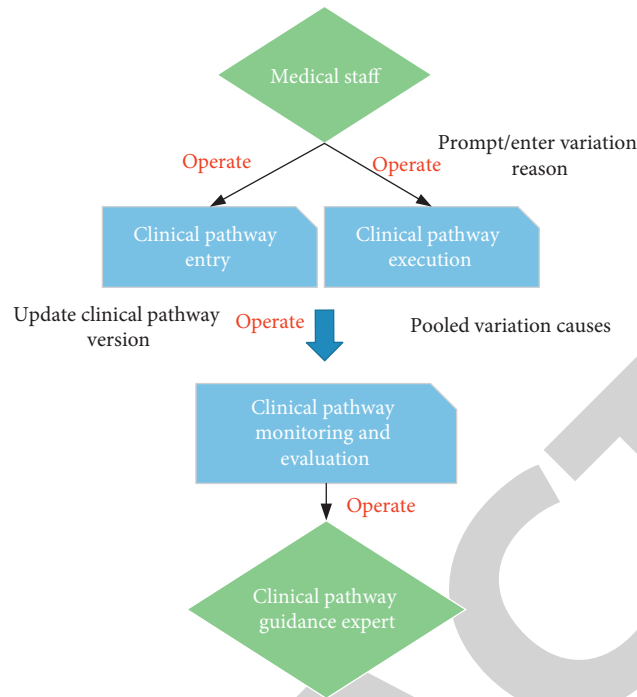 Medical staff
Operate
Operate
Prompt/enter variation
reason
Clinical pathway
entry
Clinical pathway
execution
Update clinical pathway
version
Operate
Pooled variation causes
Clinical pathway
monitoring and
evaluation
Operate
Clinical pathway
guidance expert